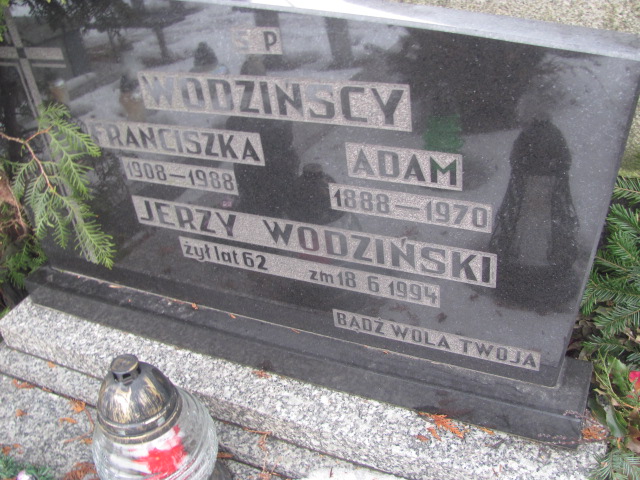 Ś P
WODZIŃSCY
FRANCISZKA ADAM
1908-1988 1888-1970
JERZY WODZIŃSKI
żył lat 62 zm 18 6 1994
BĄDŹ WOLA TWOJA